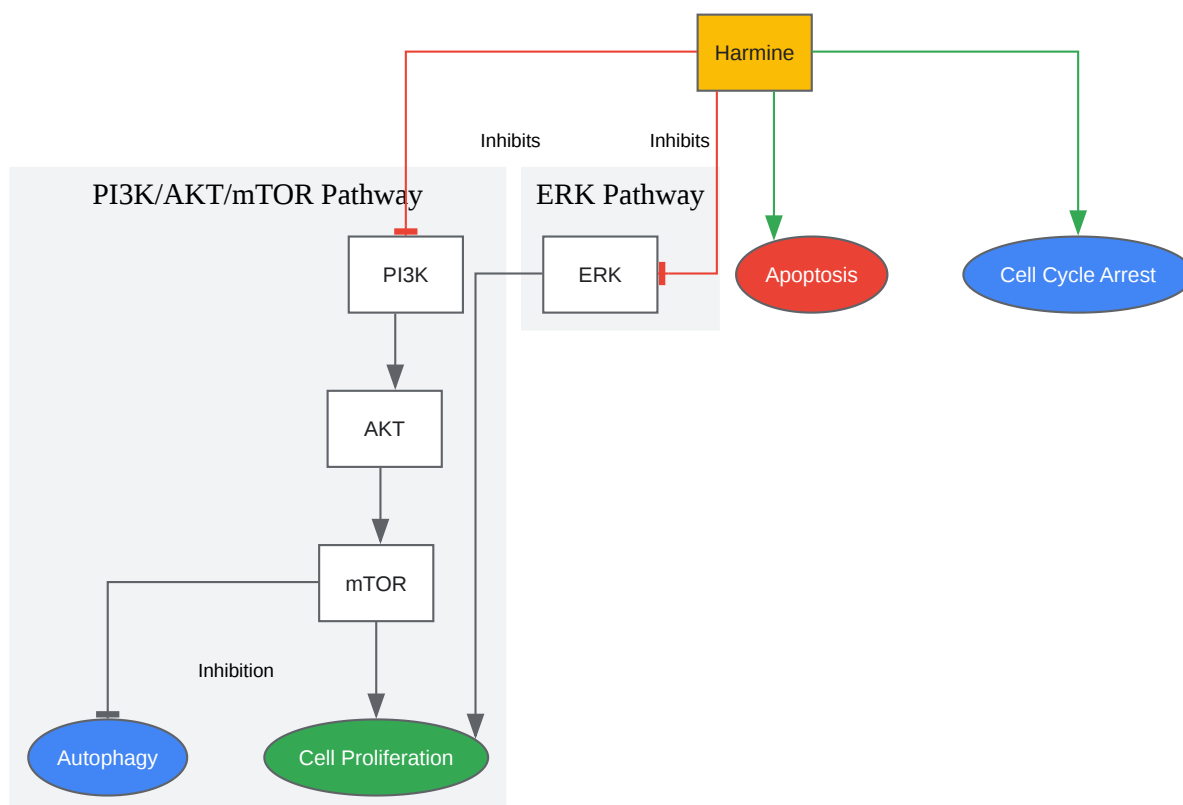 Harmine
Inhibits
Inhibits
PI3K/AKT/mTOR Pathway
ERK Pathway
PI3K
ERK
Apoptosis
Cell Cycle Arrest
AKT
mTOR
Inhibition
Autophagy
Cell Proliferation